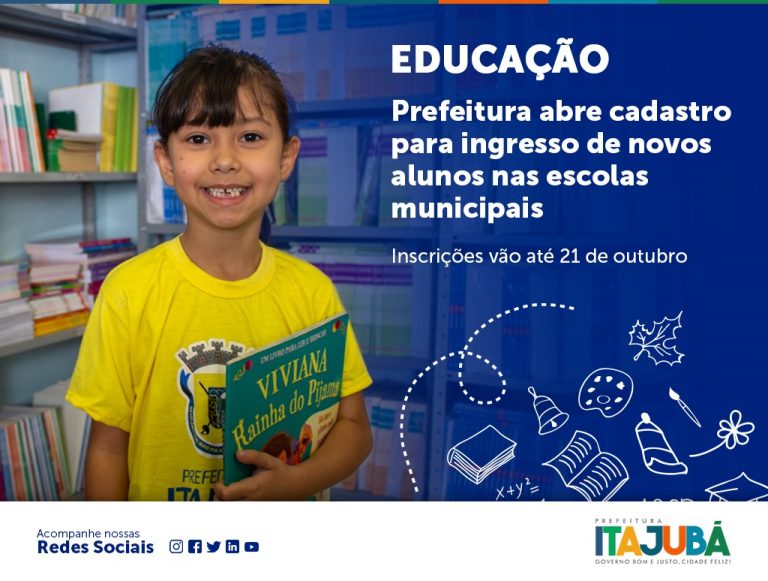 EDUCAÇÃO
Prefeitura abre cadastro
para ingresso de novos
alunos nas escolas
municipais
Inscrições vão até 21 de outubro
UM LIVRO PARA LER E BRINCAR
VIVIANA
Rainha do Pijama
PREFE
ITA
x+y²=
Acompanhe nossas
Redes Sociais
PREFEITURA
ITAJUBÁ
GOVERNO BOM E JUSTO, CIDADE FELIZ!